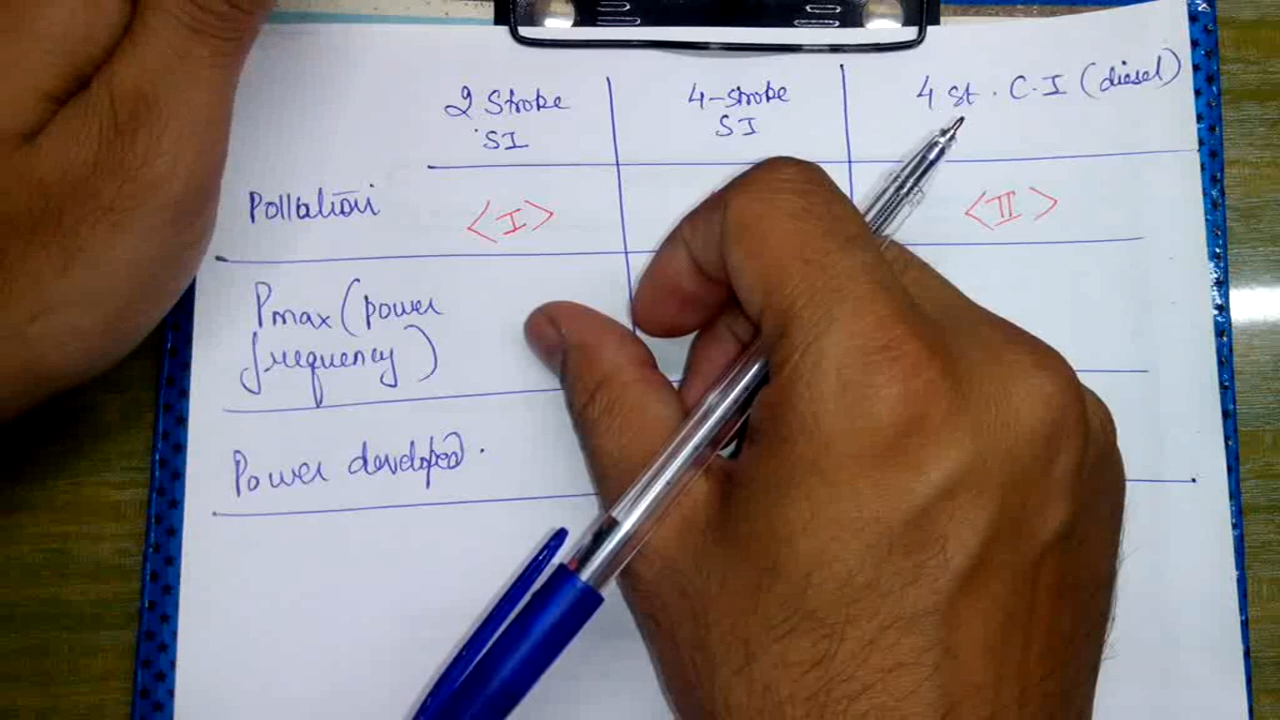 2 Stroke
SI
4-stroke
SI
4 st. C.I (diesel)
Pollution
<I>
<II>
Pmax (power
frequency)
Power developed.